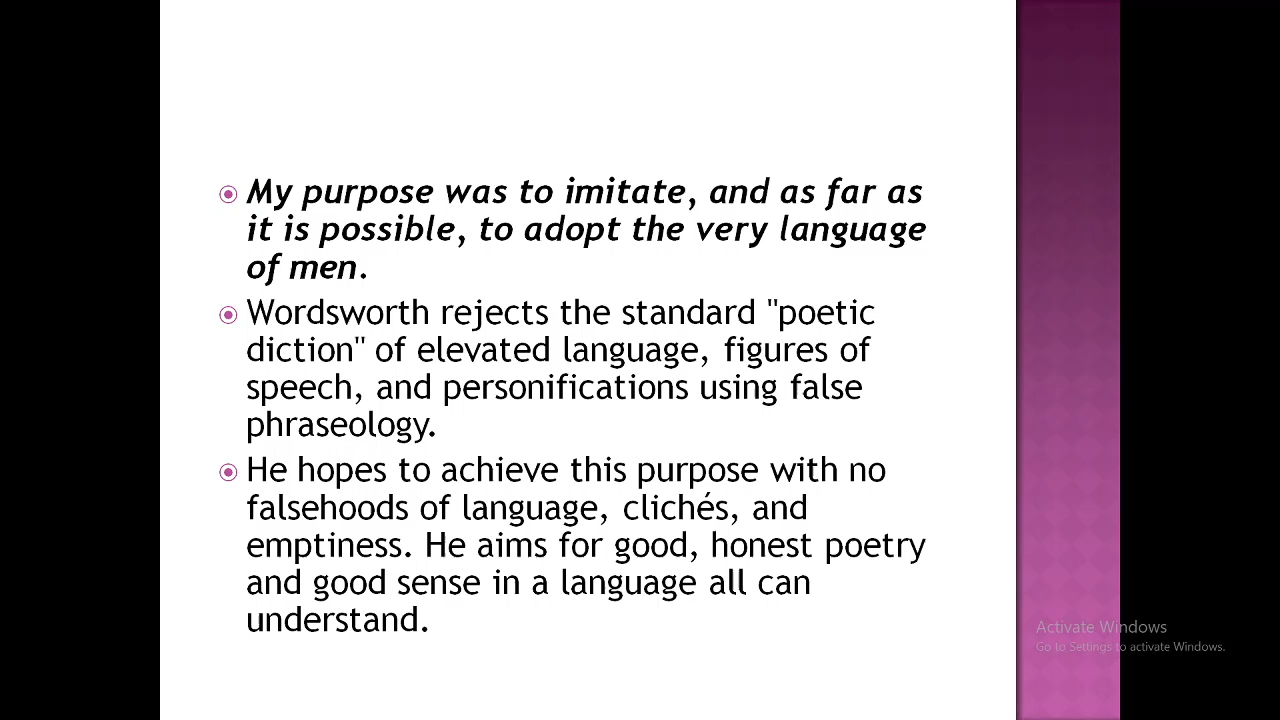 My purpose was to imitate, and as far as
it is possible, to adopt the very language
of men.
Wordsworth rejects the standard "poetic
diction" of elevated language, figures of
speech, and personifications using false
phraseology.
He hopes to achieve this purpose with no
falsehoods of language, clichés, and
emptiness. He aims for good, honest poetry
and good sense in a language all can
understand.
Activate Windows
Go to Settings to activate Windows.